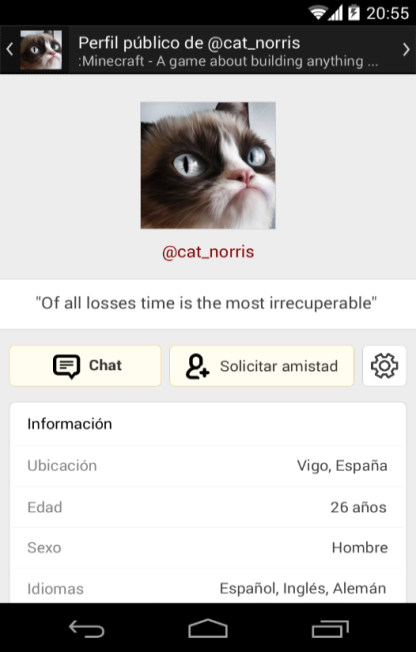 20:55
Perfil público de @cat_norris
:Minecraft - A game about building anything ...
@cat_norris
"Of all losses time is the most irrecuperable"
Chat
Solicitar amistad
Información
Ubicación Vigo, España
Edad 26 años
Sexo Hombre
Idiomas Español, Inglés, Alemán